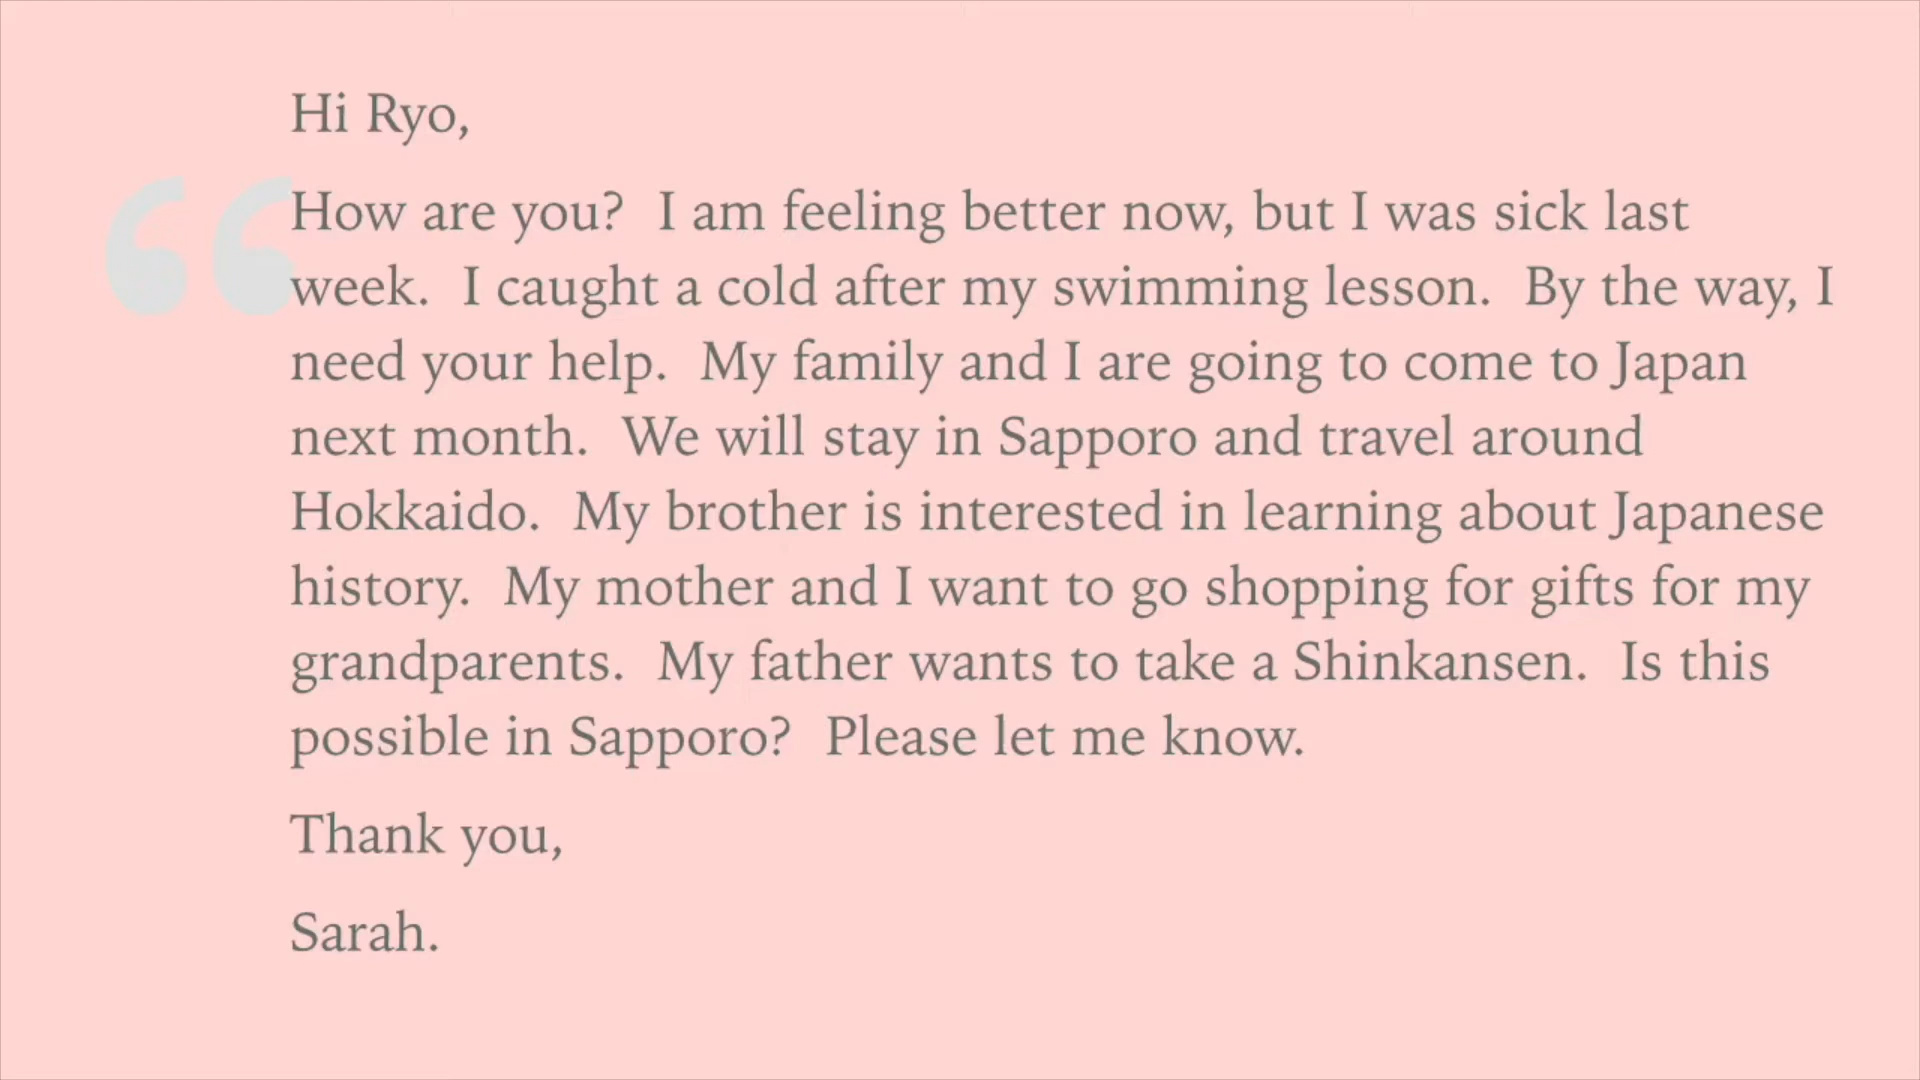 Hi Ryo,
How are you?  I am feeling better now, but I was sick last
week.  I caught a cold after my swimming lesson.  By the way, I
need your help.  My family and I are going to come to Japan
next month.  We will stay in Sapporo and travel around
Hokkaido.  My brother is interested in learning about Japanese
history.  My mother and I want to go shopping for gifts for my
grandparents.  My father wants to take a Shinkansen.  Is this
possible in Sapporo?  Please let me know.
Thank you,
Sarah.